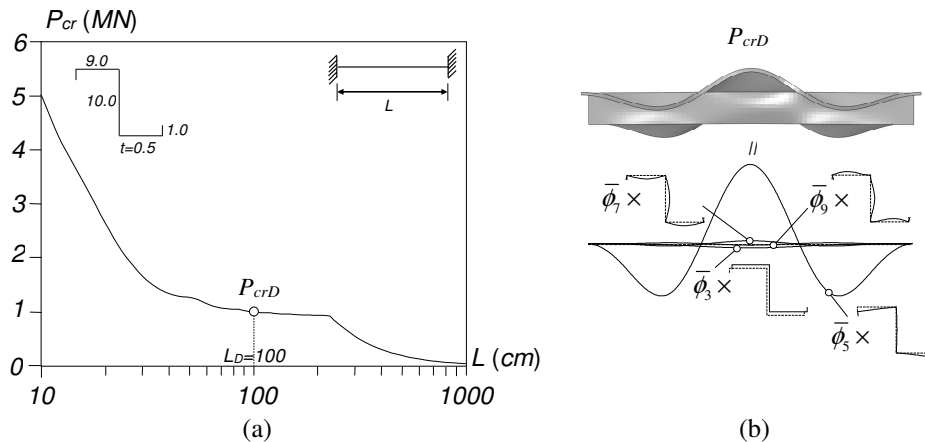 P_cr (MN)
6
5
4
3
2
1
0
9.0
10.0
1.0
t=0.5
L
P_crD
L_D=100
L (cm)
10
100
1000
(a)
P_crD
=
ϕ̅_7 ×
ϕ̅_9 ×
ϕ̅_3 ×
ϕ̅_5 ×
(b)